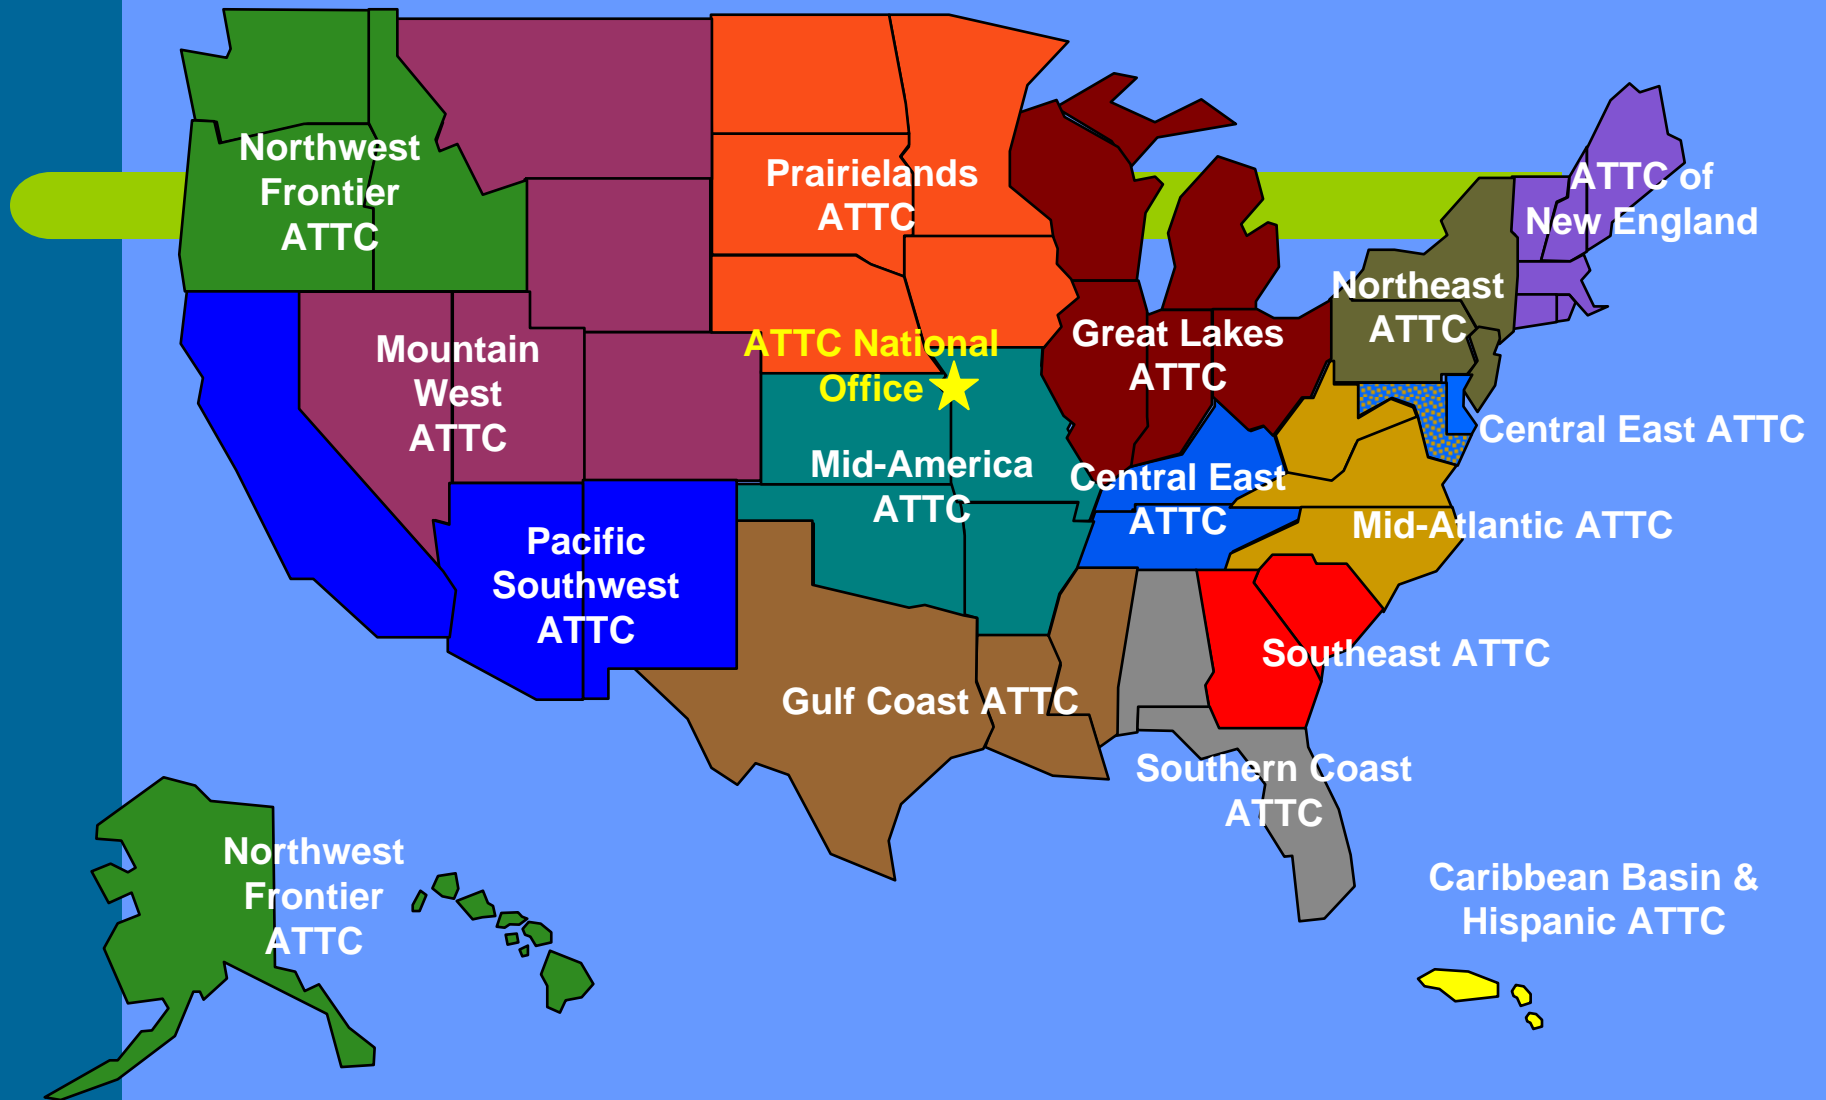 Northwest
Frontier
ATTC
Prairielands
ATTC
ATTC of
New England
Northeast
ATTC
Mountain
West
ATTC
ATTC National
Office
Great Lakes
ATTC
Central East ATTC
Mid-America
ATTC
Central East
ATTC
Mid-Atlantic ATTC
Pacific
Southwest
ATTC
Southeast ATTC
Gulf Coast ATTC
Southern Coast
ATTC
Northwest
Frontier
ATTC
Caribbean Basin &
Hispanic ATTC